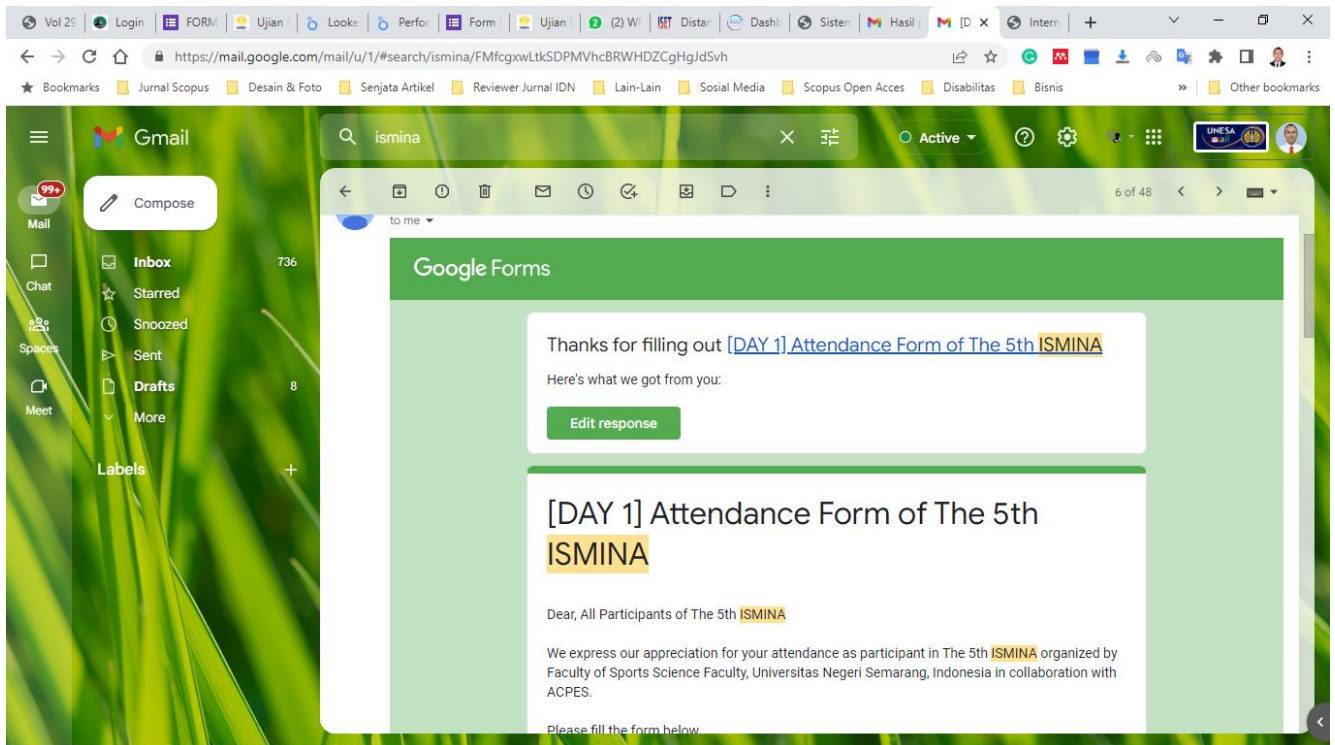 Vol 29
Login
FORM
Ujian
Looke
Perfor
Form
Ujian
(2) W
Distan
Dashb
Sistem
Hasil
[D
Intern
https://mail.google.com/mail/u/1/#search/ismina/FMfcgxwLtkSDPMVhcBRWHDZCgHgJdSvh
Bookmarks
Jurnal Scopus
Desain & Foto
Senjata Artikel
Reviewer Jurnal IDN
Lain-Lain
Sosial Media
Scopus Open Acces
Disabilitas
Bisnis
»
Other bookmarks
Gmail
ismina
Active
UNESA
99+
Mail
Compose
6 of 48
to me
Chat
Spaces
Meet
Inbox 736
Starred
Snoozed
Sent
Drafts 8
More
Labels +
Google Forms
Thanks for filling out [DAY 1] Attendance Form of The 5th ISMINA
Here's what we got from you:
Edit response
[DAY 1] Attendance Form of The 5th
ISMINA
Dear, All Participants of The 5th ISMINA
We express our appreciation for your attendance as participant in The 5th ISMINA organized by
Faculty of Sports Science Faculty, Universitas Negeri Semarang, Indonesia in collaboration with
ACPES.
Please fill the form below